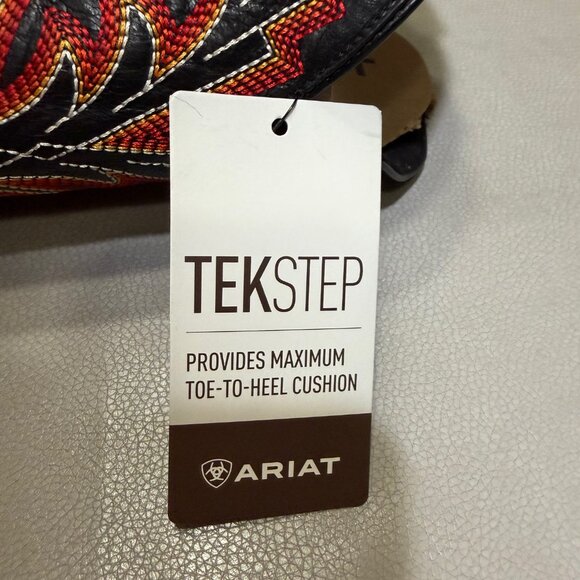 TEKSTEP
PROVIDES MAXIMUM
TOE-TO-HEEL CUSHION
ARIAT